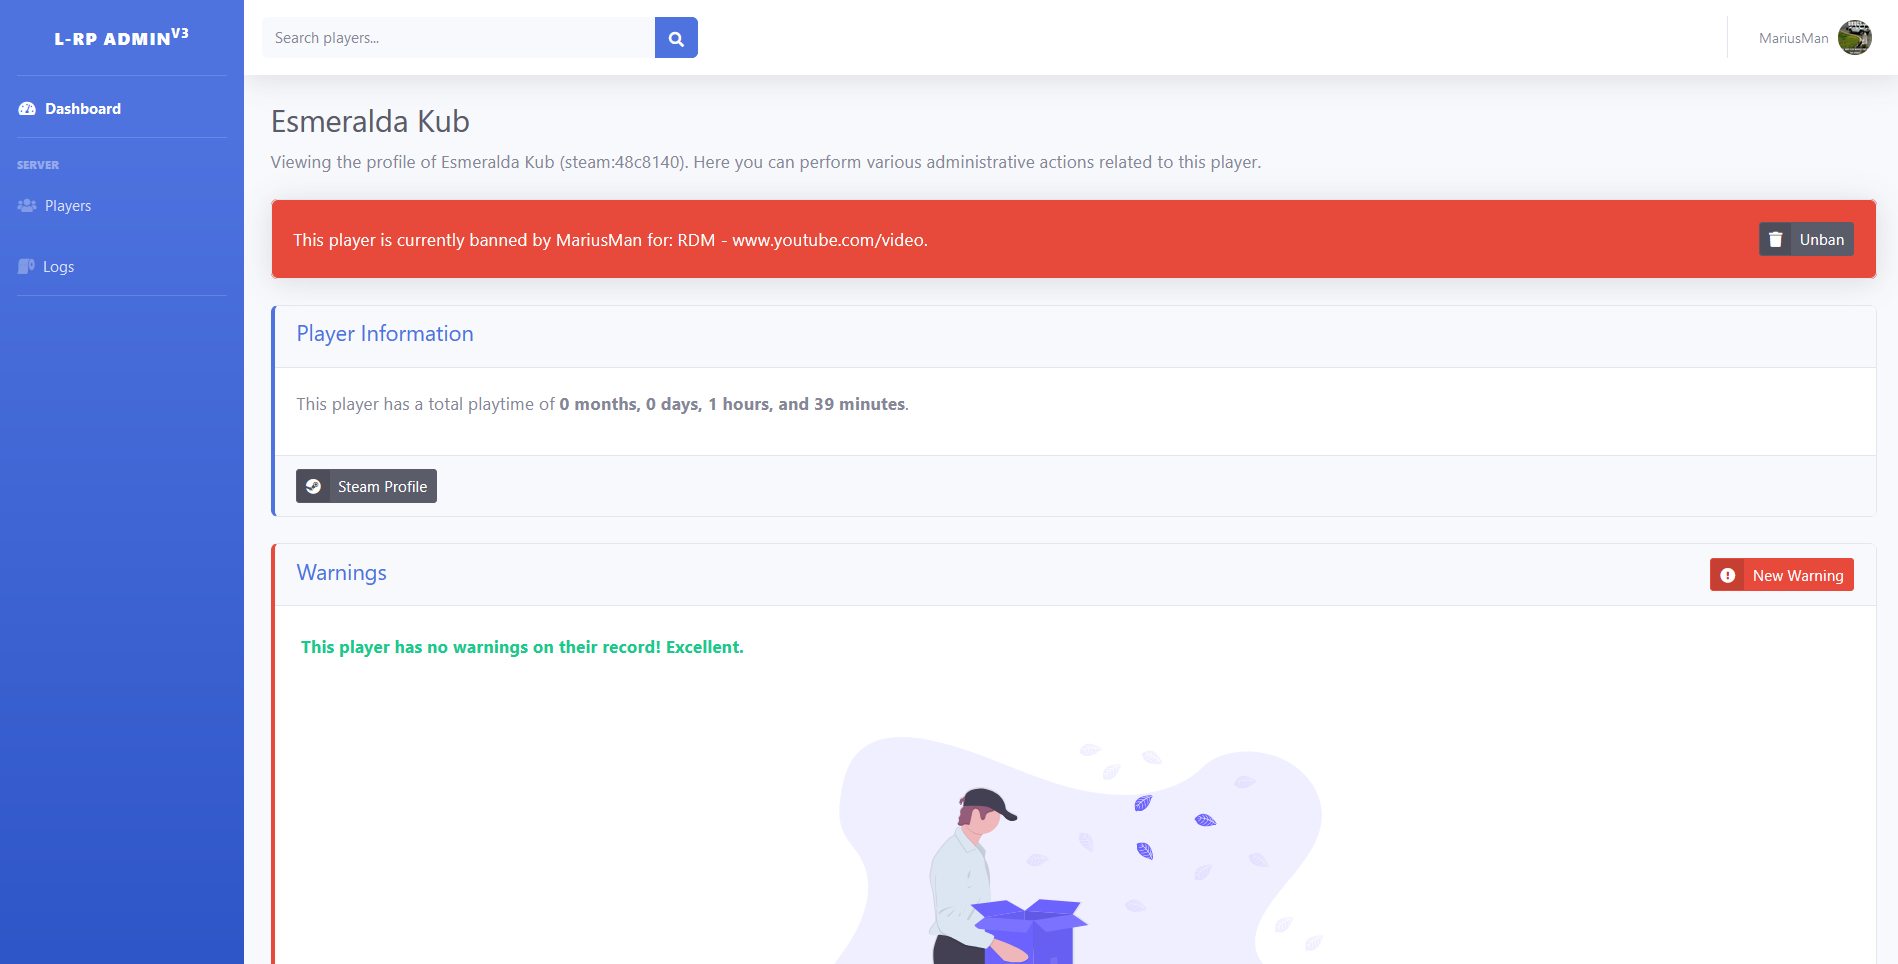 L-RP ADMIN V3
Search players...
MariusMan
Dashboard
SERVER
Players
Logs
Esmeralda Kub
Viewing the profile of Esmeralda Kub (steam:48c8140). Here you can perform various administrative actions related to this player.
This player is currently banned by MariusMan for: RDM - www.youtube.com/video.
Unban
Player Information
This player has a total playtime of 0 months, 0 days, 1 hours, and 39 minutes.
Steam Profile
Warnings
New Warning
This player has no warnings on their record! Excellent.